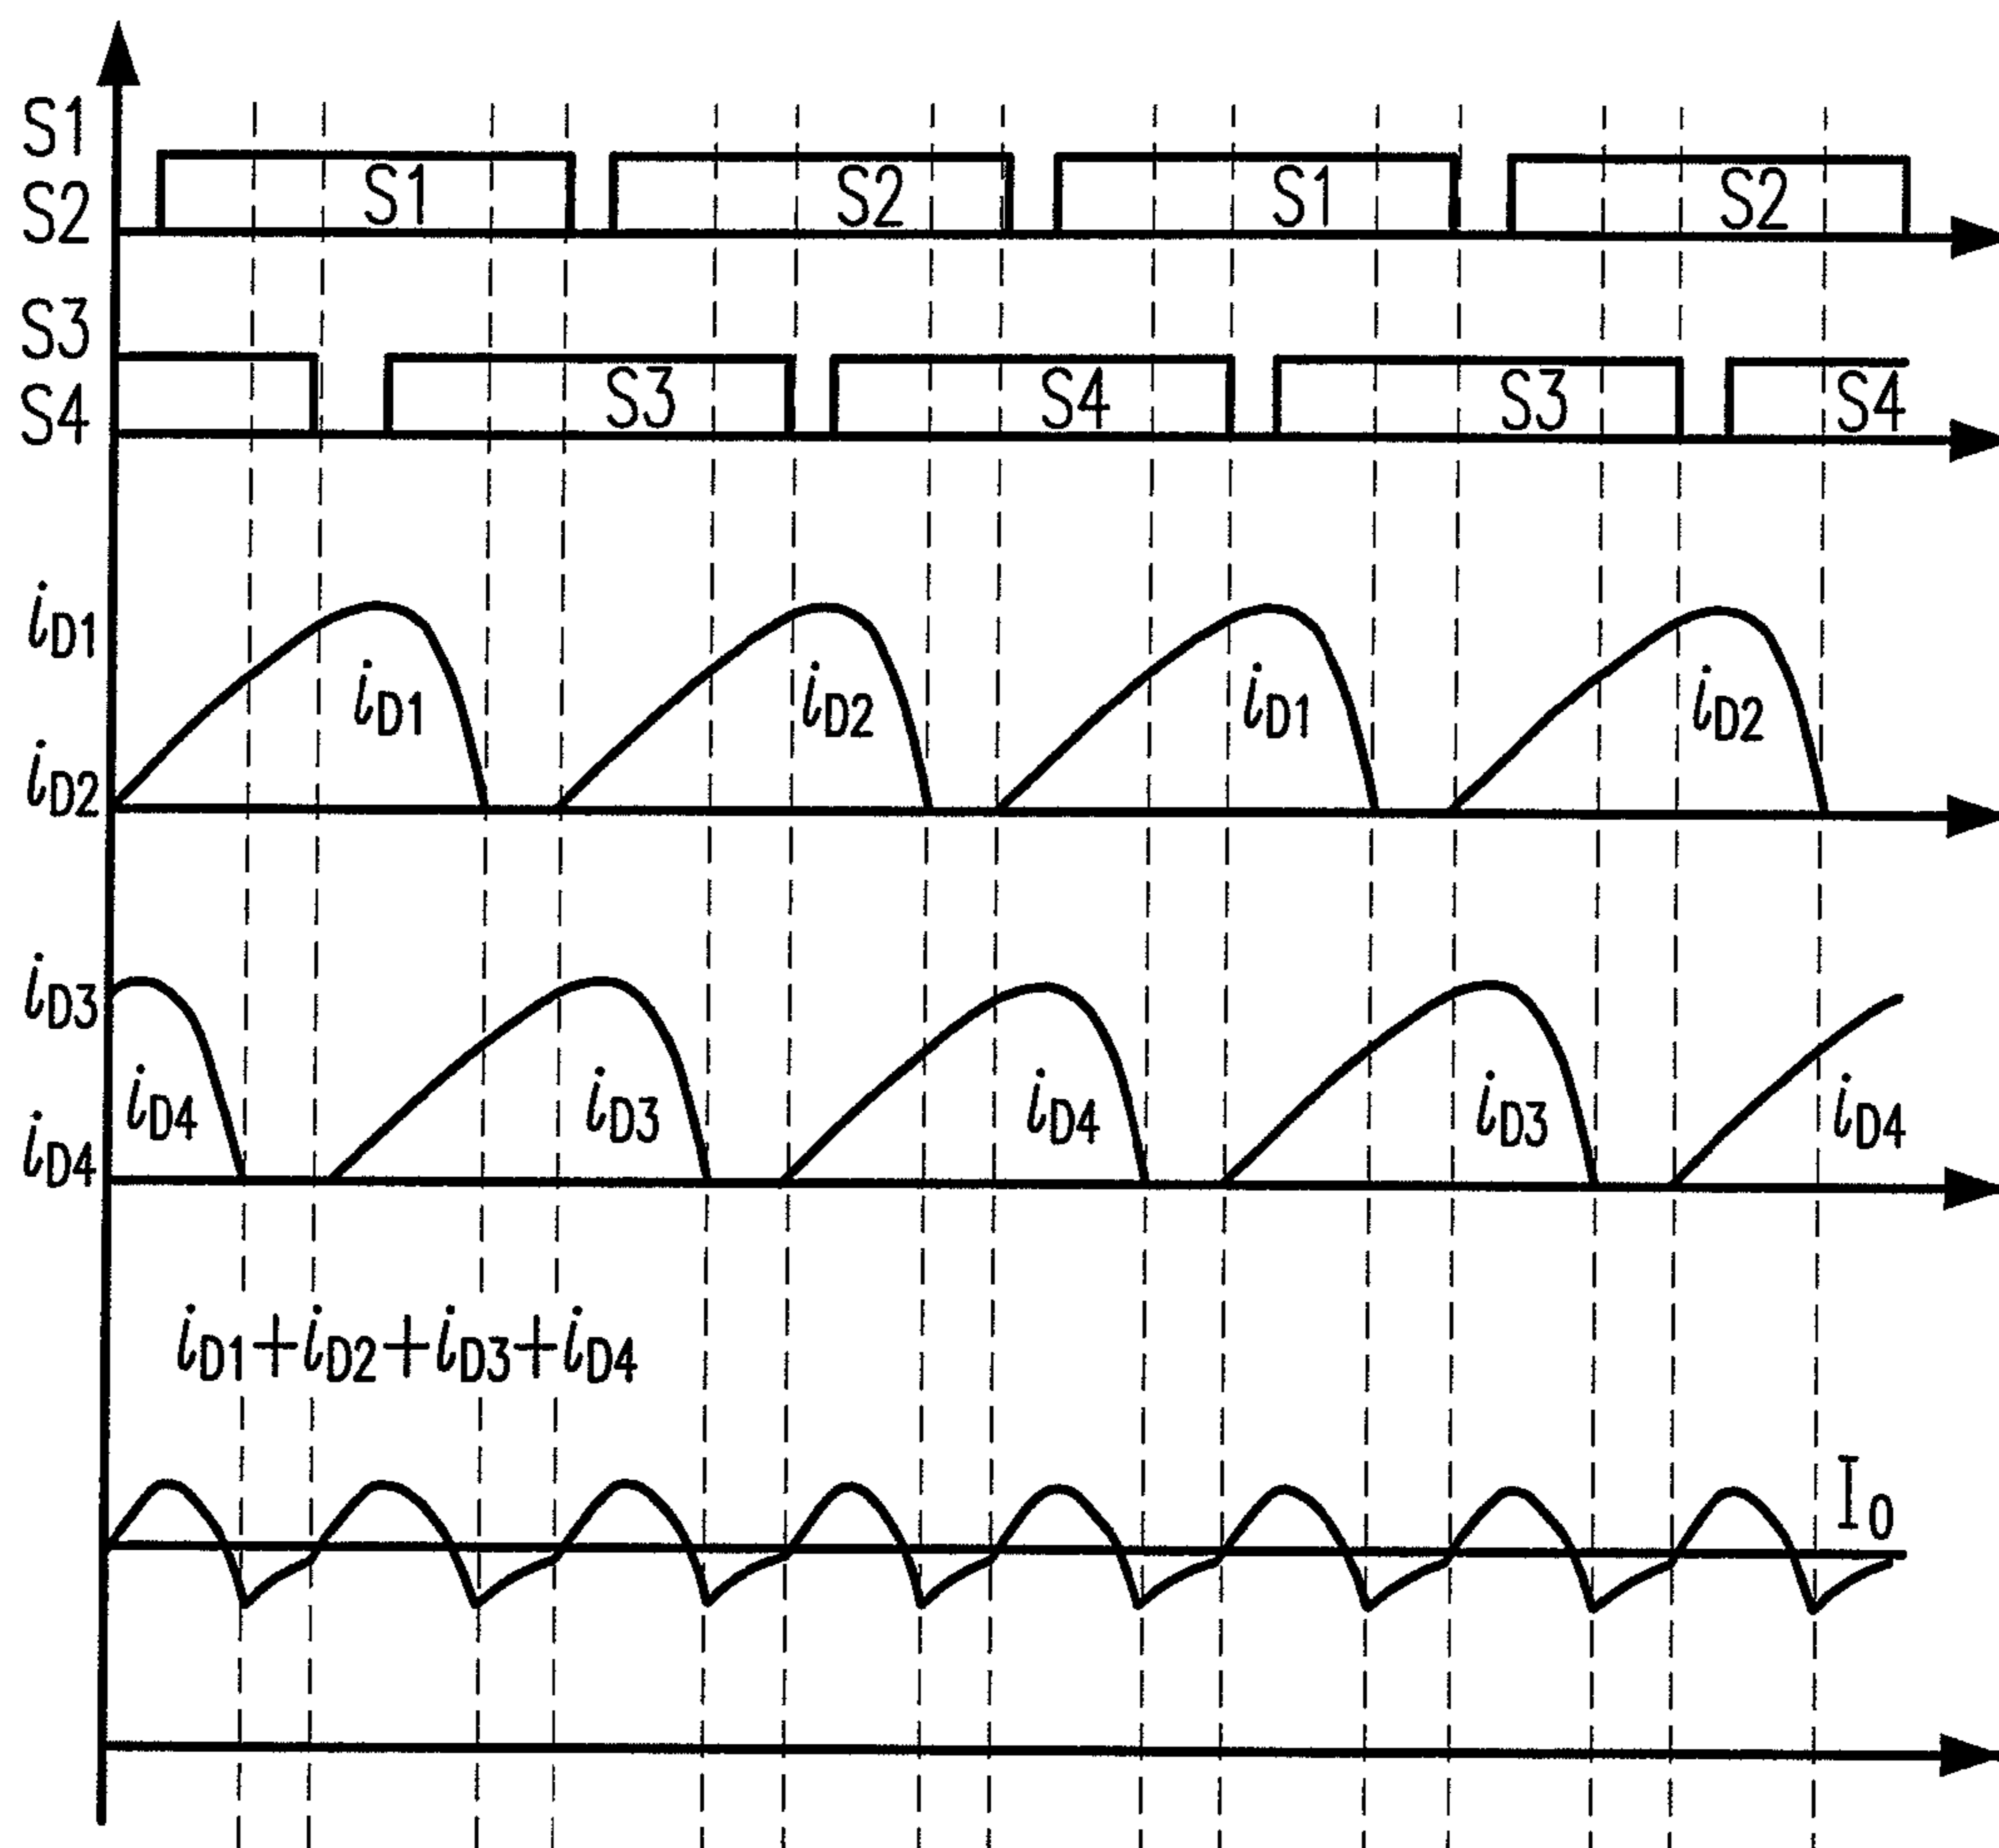 S1
S2
S1 S2 S1 S2
S3
S4
S3 S4 S3 S4
iD1
iD2
iD1 iD2 iD1 iD2
iD3
iD4
iD4 iD3 iD4 iD3 iD4
iD1+iD2+iD3+iD4
I0